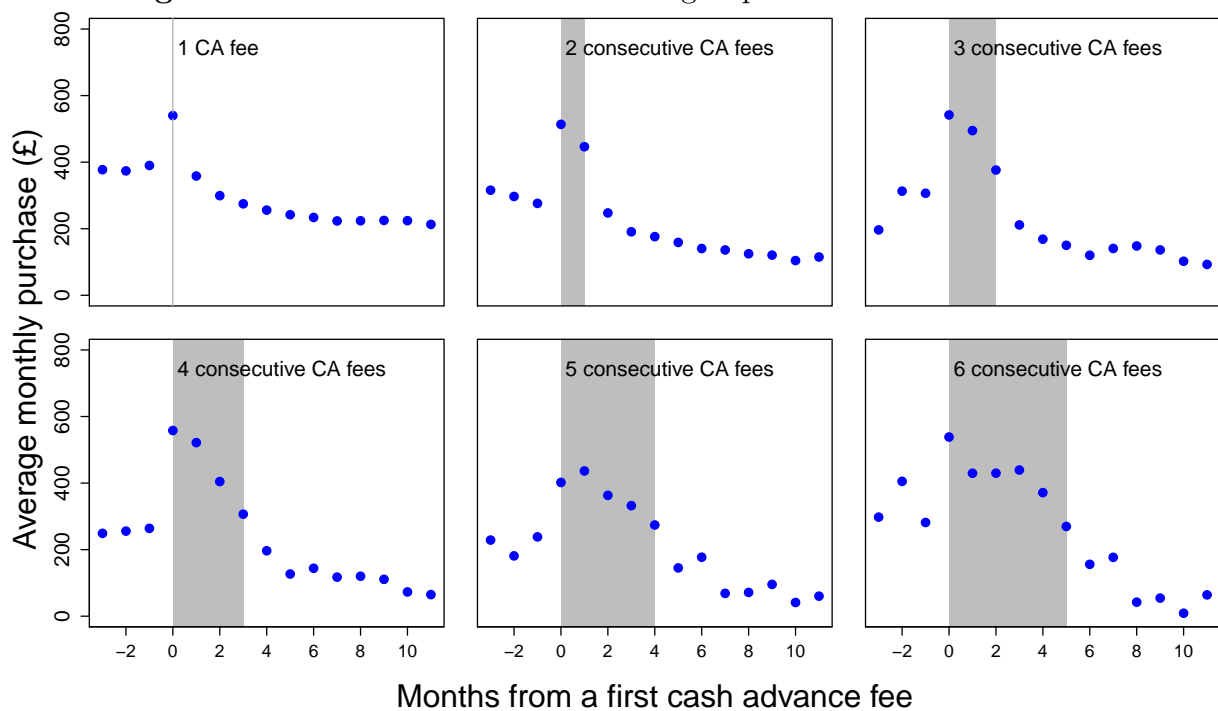 1 CA fee
2 consecutive CA fees
3 consecutive CA fees
0 200 400 600 800
4 consecutive CA fees
5 consecutive CA fees
6 consecutive CA fees
0 200 400 600 800
−2 0 2 4 6 8 10
−2 0 2 4 6 8 10
−2 0 2 4 6 8 10
Average monthly purchase (£)
Months from a first cash advance fee